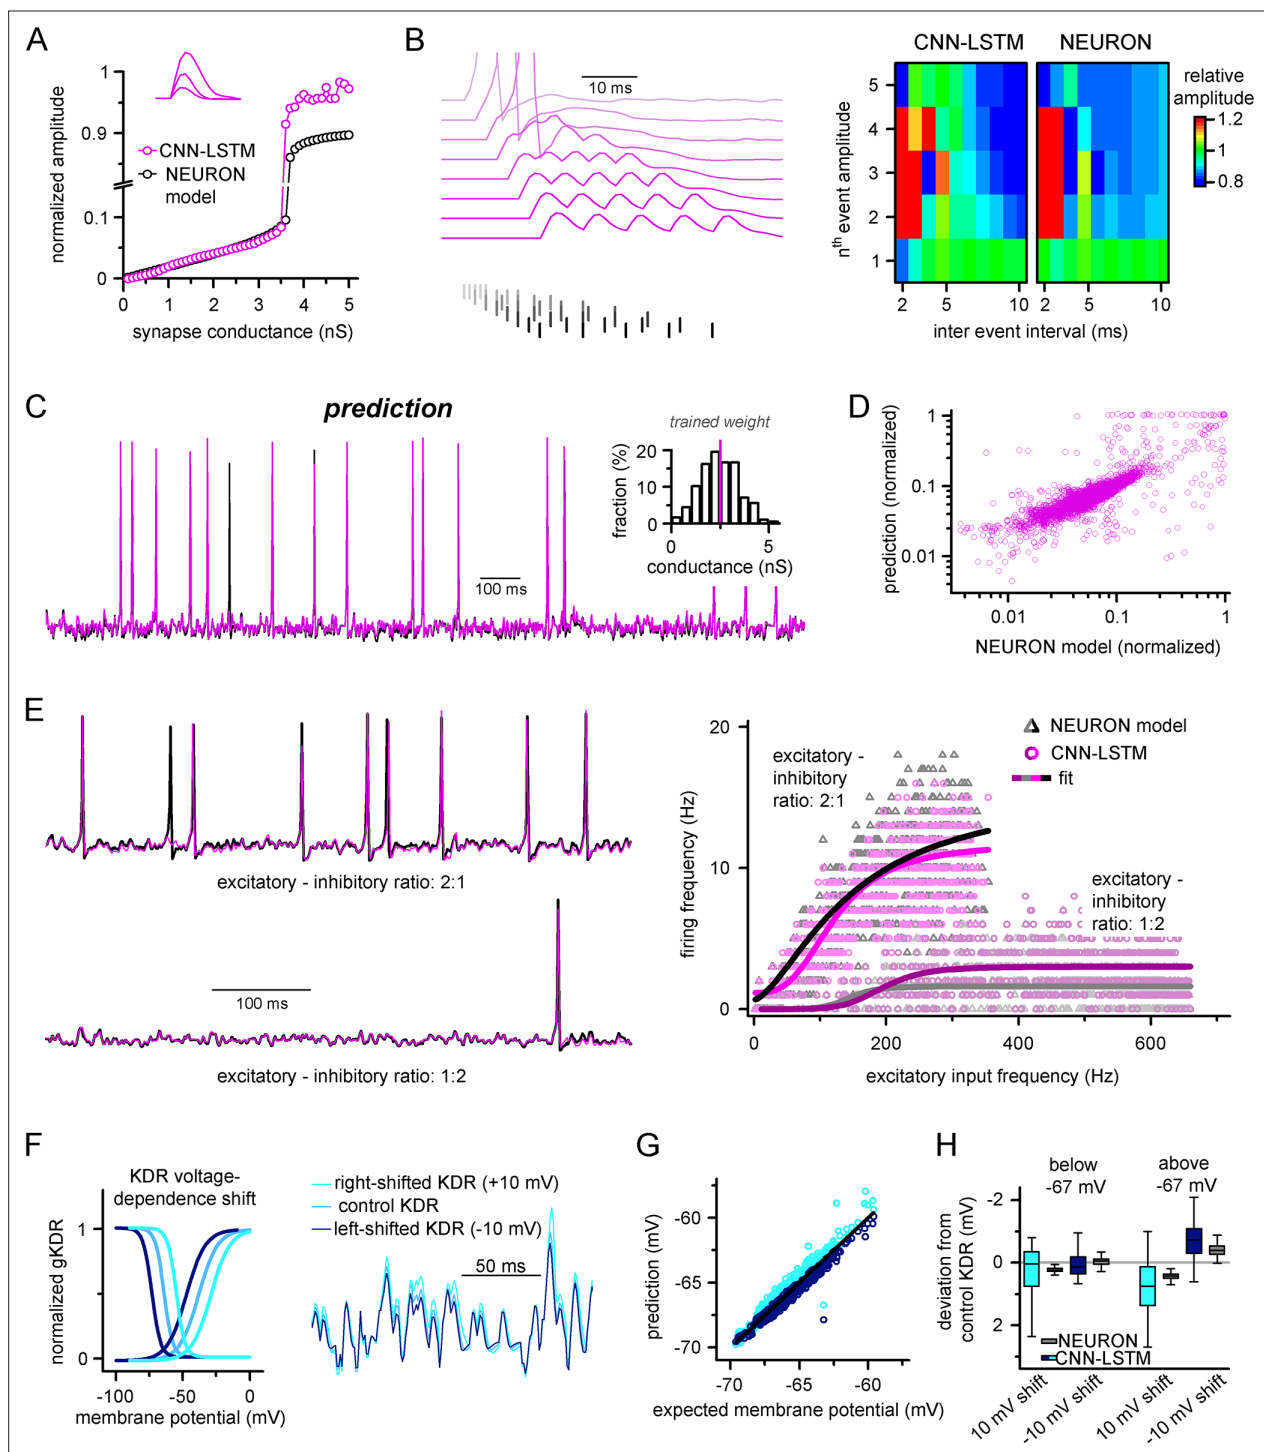 A
1
0.9
0.1
0
normalized amplitude
CNN-LSTM
NEURON
model
0 1 2 3 4 5
synapse conductance (nS)
B
10 ms
CNN-LSTM NEURON
5
4
3
2
1
nth event amplitude
2 5 10 2 5 10
inter event interval (ms)
relative
amplitude
1.2
1
0.8
C
prediction
100 ms
trained weight
20
10
0
fraction (%)
0 5
conductance (nS)
D
1
0.1
0.01
prediction (normalized)
0.01 0.1 1
NEURON model (normalized)
E
excitatory - inhibitory ratio: 2:1
100 ms
excitatory - inhibitory ratio: 1:2
20
10
0
firing frequency (Hz)
excitatory -
inhibitory
ratio: 2:1
NEURON model
CNN-LSTM
fit
excitatory -
inhibitory
ratio: 1:2
0 200 400 600
excitatory input frequency (Hz)
F
KDR voltage-
dependence shift
1
0
normalized gKDR
-100 -50 0
membrane potential (mV)
right-shifted KDR (+10 mV)
control KDR
left-shifted KDR (-10 mV)
50 ms
G
-60
-65
-70
prediction (mV)
-70 -65 -60
expected membrane potential (mV)
H
below
-67 mV
above
-67 mV
-2
0
2
deviation from
control KDR (mV)
NEURON
CNN-LSTM
10 mV shift
-10 mV shift
10 mV shift
-10 mV shift